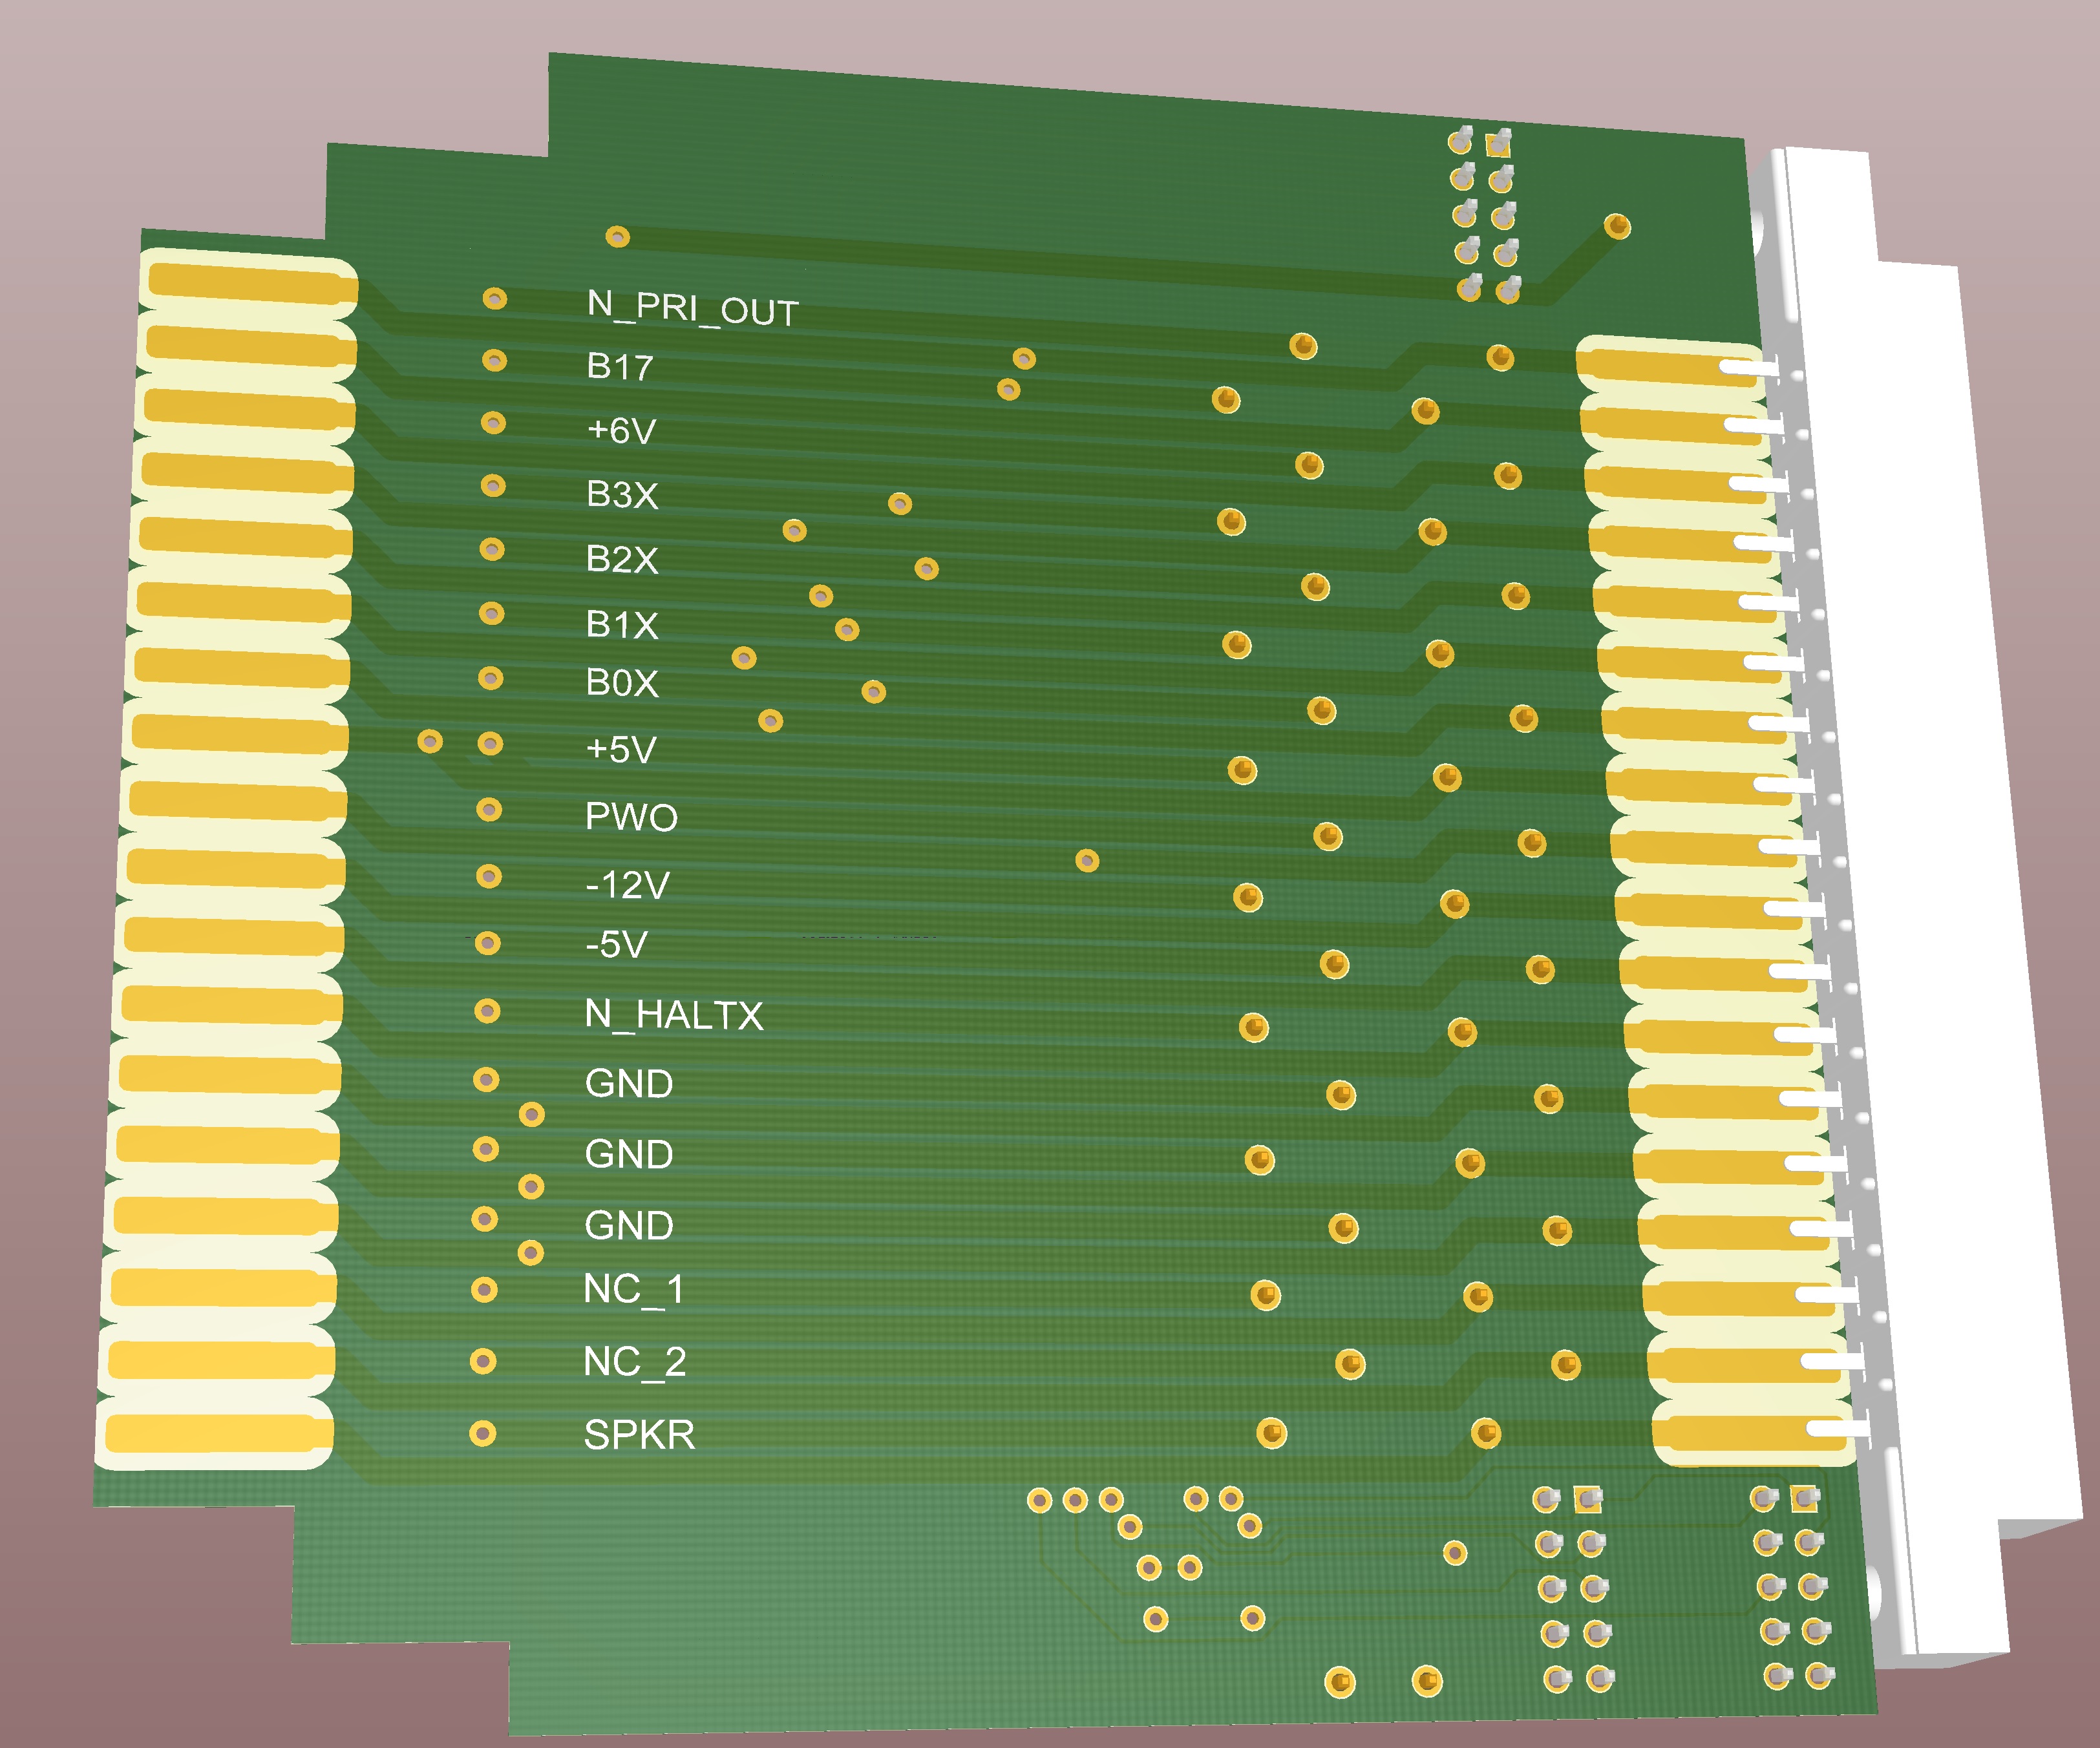 N_PRI_OUT
B17
+6V
B3X
B2X
B1X
B0X
+5V
PWO
-12V
-5V
N_HALTX
GND
GND
GND
NC_1
NC_2
SPKR